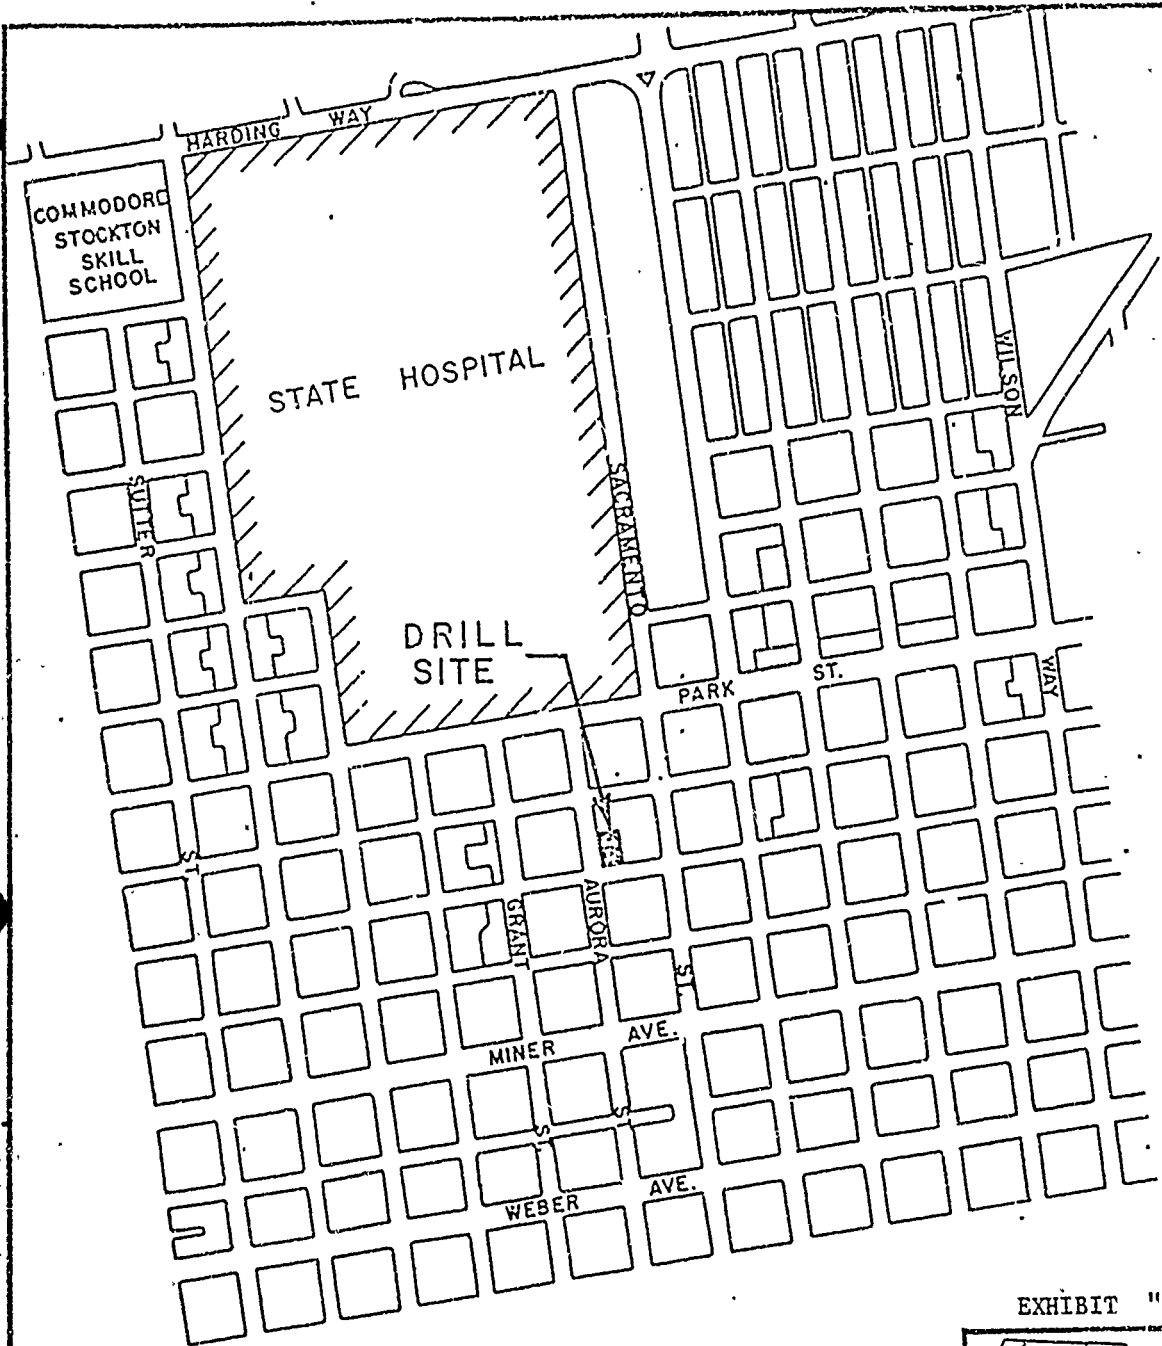 HARDING WAY
COMMODORE
STOCKTON
SKILL
SCHOOL
STATE HOSPITAL
WILSON
SUTTER
SACRAMENTO
DRILL
SITE
PARK ST.
WAY
ST.
GRANT
AURORA
ST.
MINER AVE.
ST.
ST.
WEBER AVE.
EXHIBIT "